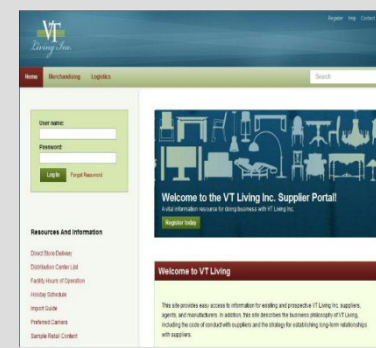 VT
Living Inc.
Register Help Contact
Home Merchandising Logistics
Search
User name:
Password:
Log In Forgot Password
Resources And Information
Direct Store Delivery
Distribution Center List
Facility Hours of Operation
Holiday Schedule
Import Guide
Preferred Carriers
Sample Retail Content
Welcome to the VT Living Inc. Supplier Portal!
A vital information resource for doing business with VT Living Inc.
Register today
Welcome to VT Living
This site provides easy access to information for existing and prospective VT Living Inc. suppliers,
agents, and manufacturers. In addition, this site describes the business philosophy of VT Living,
including the code of conduct with suppliers and the strategy for establishing long-term relationships
with suppliers.